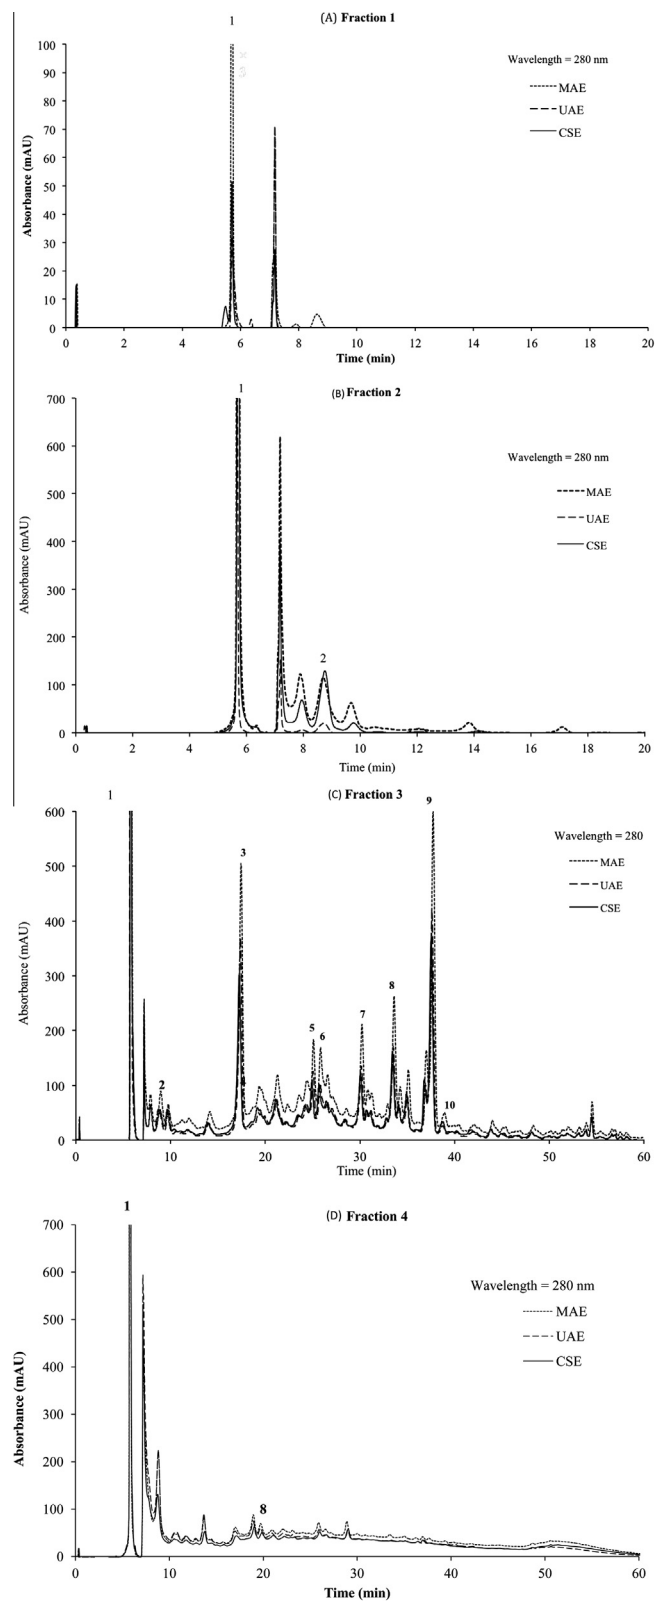 1
(A) Fraction 1
Wavelength = 280 nm
MAE
UAE
CSE
Absorbance (mAU)
100
90
80
70
60
50
40
30
20
10
0
0 2 4 6 8 10 12 14 16 18 20
Time (min)
1
(B) Fraction 2
Wavelength = 280 nm
MAE
UAE
CSE
Absorbance (mAU)
700
600
500
400
300
200
100
0
2
0 2 4 6 8 10 12 14 16 18 20
Time (min)
1
(C) Fraction 3
9
Wavelength = 280
MAE
UAE
CSE
Absorbance (mAU)
600
500
400
300
200
100
0
2
3
5
6
7
8
10
0 10 20 30 40 50 60
Time (min)
1
(D) Fraction 4
Wavelength = 280 nm
MAE
UAE
CSE
Absorbance (mAU)
700
600
500
400
300
200
100
0
8
0 10 20 30 40 50 60
Time (min)